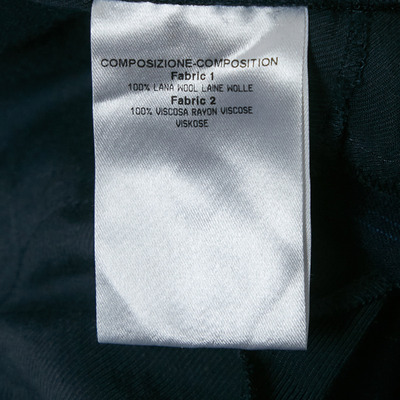 COMPOSIZIONE-COMPOSITION
Fabric 1
100% LANA WOOL LAINE WOLLE
Fabric 2
100% VISCOSA RAYON VISCOSE
VISKOSE